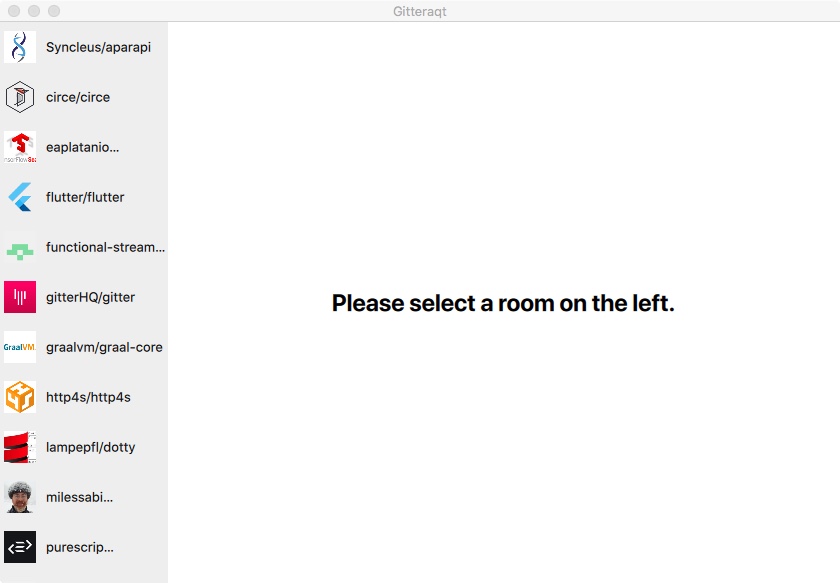 Gitteraqt
Syncleus/aparapi
circe/circe
eaplatanio...
flutter/flutter
functional-stream...
Please select a room on the left.
gitterHQ/gitter
GraalVM
graalvm/graal-core
http4s/http4s
lampepfl/dotty
milessabi...
purescrip...